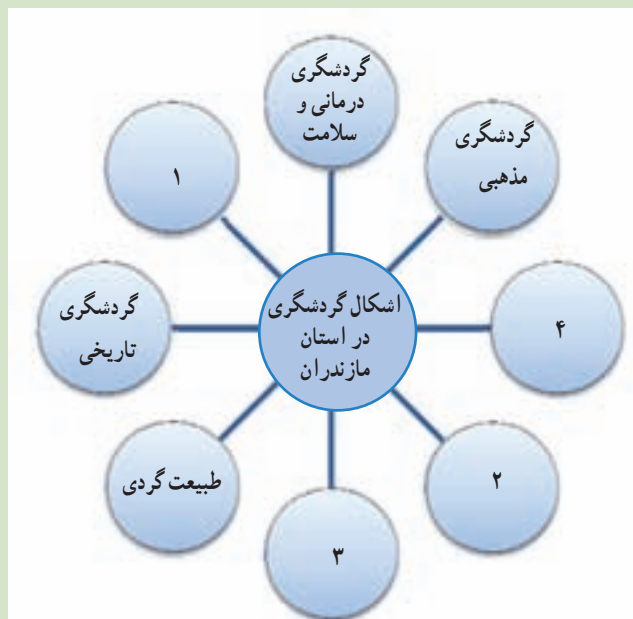 گردشگری
درمانی و
سلامت
گردشگری
مذهبی
۱
اشکال گردشگری
در استان
مازندران
گردشگری
تاریخی
۴
طبیعت گردی
۲
۳